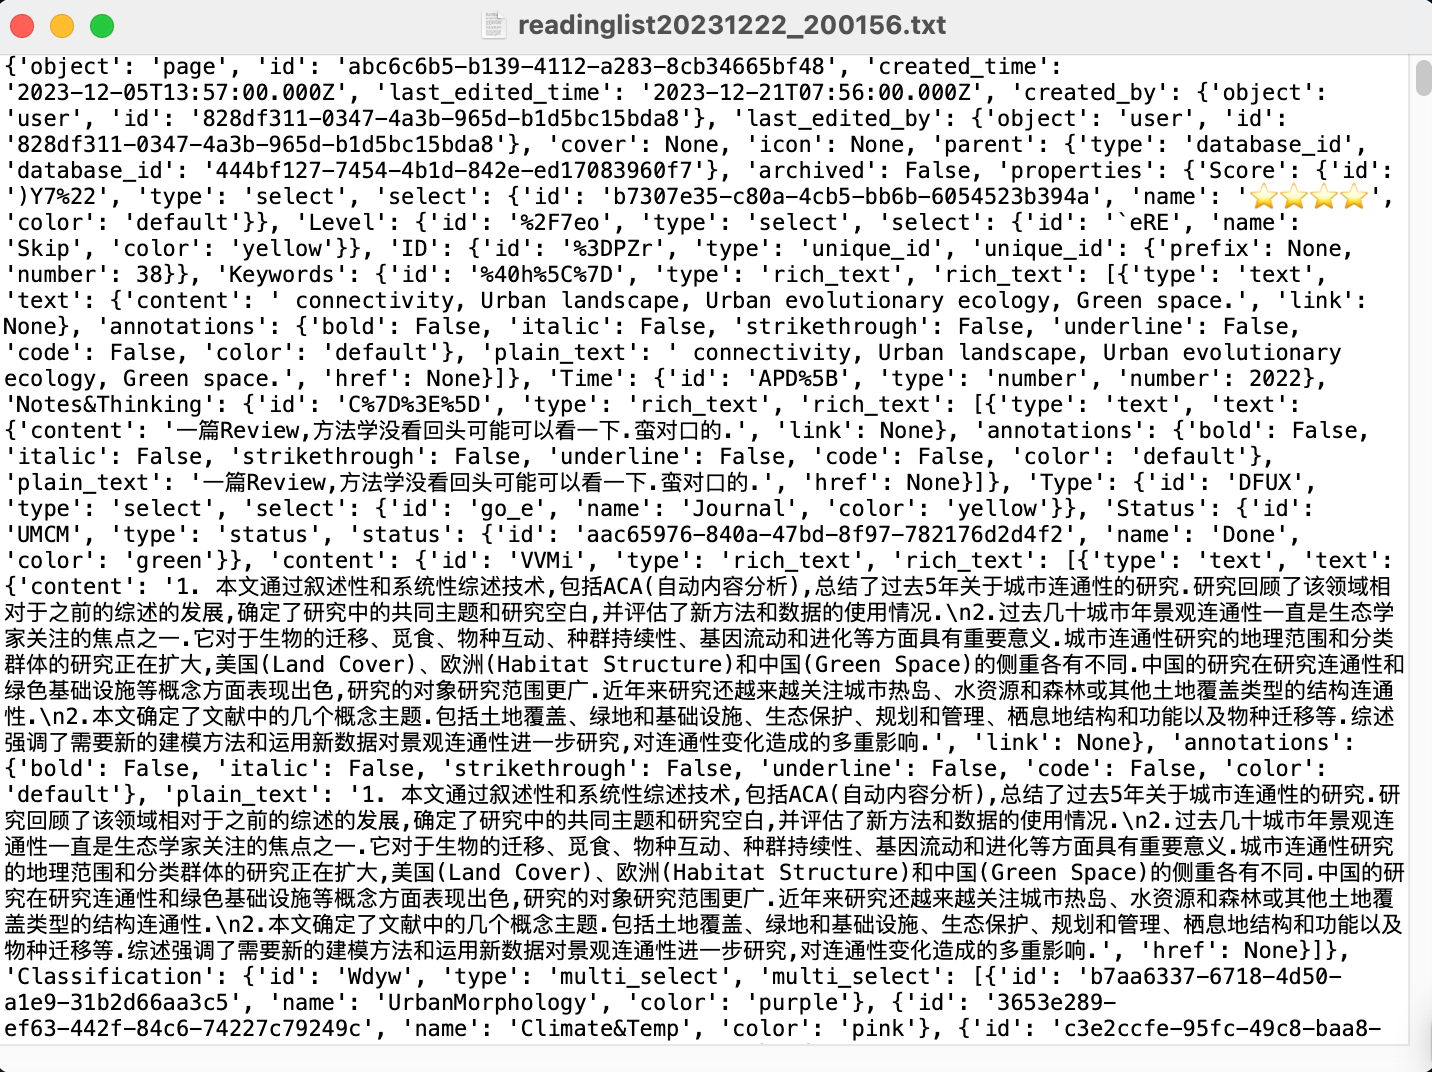 readinglist20231222_200156.txt
{'object': 'page', 'id': 'abc6c6b5-b139-4112-a283-8cb34665bf48', 'created_time':
'2023-12-05T13:57:00.000Z', 'last_edited_time': '2023-12-21T07:56:00.000Z', 'created_by': {'object':
'user', 'id': '828df311-0347-4a3b-965d-b1d5bc15bda8'}, 'last_edited_by': {'object': 'user', 'id':
'828df311-0347-4a3b-965d-b1d5bc15bda8'}, 'cover': None, 'icon': None, 'parent': {'type': 'database_id',
'database_id': '444bf127-7454-4b1d-842e-ed17083960f7'}, 'archived': False, 'properties': {'Score': {'id':
')Y7%22', 'type': 'select', 'select': {'id': 'b7307e35-c80a-4cb5-bb6b-6054523b394a', 'name': '⭐⭐⭐⭐',
'color': 'default'}}, 'Level': {'id': '%2F7eo', 'type': 'select', 'select': {'id': '`eRE', 'name':
'Skip', 'color': 'yellow'}}, 'ID': {'id': '%3DPZr', 'type': 'unique_id', 'unique_id': {'prefix': None,
'number': 38}}, 'Keywords': {'id': '%40h%5C%7D', 'type': 'rich_text', 'rich_text': [{'type': 'text',
'text': {'content': ' connectivity, Urban landscape, Urban evolutionary ecology, Green space.', 'link':
None}, 'annotations': {'bold': False, 'italic': False, 'strikethrough': False, 'underline': False,
'code': False, 'color': 'default'}, 'plain_text': ' connectivity, Urban landscape, Urban evolutionary
ecology, Green space.', 'href': None}]}, 'Time': {'id': 'APD%5B', 'type': 'number', 'number': 2022},
'Notes&Thinking': {'id': 'C%7D%3E%5D', 'type': 'rich_text', 'rich_text': [{'type': 'text', 'text':
{'content': '一篇Review,方法学没看回头可能可以看一下.蛮对口的.', 'link': None}, 'annotations': {'bold': False,
'italic': False, 'strikethrough': False, 'underline': False, 'code': False, 'color': 'default'},
'plain_text': '一篇Review,方法学没看回头可能可以看一下.蛮对口的.', 'href': None}]}, 'Type': {'id': 'DFUX',
'type': 'select', 'select': {'id': 'go_e', 'name': 'Journal', 'color': 'yellow'}}, 'Status': {'id':
'UMCM', 'type': 'status', 'status': {'id': 'aac65976-840a-47bd-8f97-782176d2d4f2', 'name': 'Done',
'color': 'green'}}, 'content': {'id': 'VVMi', 'type': 'rich_text', 'rich_text': [{'type': 'text', 'text':
{'content': '1. 本文通过叙述性和系统性综述技术,包括ACA(自动内容分析),总结了过去5年关于城市连通性的研究.研究回顾了该领域相
对于之前的综述的发展,确定了研究中的共同主题和研究空白,并评估了新方法和数据的使用情况.\n2.过去几十城市年景观连通性一直是生态学
家关注的焦点之一.它对于生物的迁移、觅食、物种互动、种群持续性、基因流动和进化等方面具有重要意义.城市连通性研究的地理范围和分类
群体的研究正在扩大,美国(Land Cover)、欧洲(Habitat Structure)和中国(Green Space)的侧重各有不同.中国的研究在研究连通性和
绿色基础设施等概念方面表现出色,研究的对象研究范围更广.近年来研究还越来越关注城市热岛、水资源和森林或其他土地覆盖类型的结构连通
性.\n2.本文确定了文献中的几个概念主题.包括土地覆盖、绿地和基础设施、生态保护、规划和管理、栖息地结构和功能以及物种迁移等.综述
强调了需要新的建模方法和运用新数据对景观连通性进一步研究,对连通性变化造成的多重影响.', 'link': None}, 'annotations':
{'bold': False, 'italic': False, 'strikethrough': False, 'underline': False, 'code': False, 'color':
'default'}, 'plain_text': '1. 本文通过叙述性和系统性综述技术,包括ACA(自动内容分析),总结了过去5年关于城市连通性的研究.研
究回顾了该领域相对于之前的综述的发展,确定了研究中的共同主题和研究空白,并评估了新方法和数据的使用情况.\n2.过去几十城市年景观连
通性一直是生态学家关注的焦点之一.它对于生物的迁移、觅食、物种互动、种群持续性、基因流动和进化等方面具有重要意义.城市连通性研究
的地理范围和分类群体的研究正在扩大,美国(Land Cover)、欧洲(Habitat Structure)和中国(Green Space)的侧重各有不同.中国的研
究在研究连通性和绿色基础设施等概念方面表现出色,研究的对象研究范围更广.近年来研究还越来越关注城市热岛、水资源和森林或其他土地覆
盖类型的结构连通性.\n2.本文确定了文献中的几个概念主题.包括土地覆盖、绿地和基础设施、生态保护、规划和管理、栖息地结构和功能以及
物种迁移等.综述强调了需要新的建模方法和运用新数据对景观连通性进一步研究,对连通性变化造成的多重影响.', 'href': None}]},
'Classification': {'id': 'Wdyw', 'type': 'multi_select', 'multi_select': [{'id': 'b7aa6337-6718-4d50-
a1e9-31b2d66aa3c5', 'name': 'UrbanMorphology', 'color': 'purple'}, {'id': '3653e289-
ef63-442f-84c6-74227c79249c', 'name': 'Climate&Temp', 'color': 'pink'}, {'id': 'c3e2ccfe-95fc-49c8-baa8-